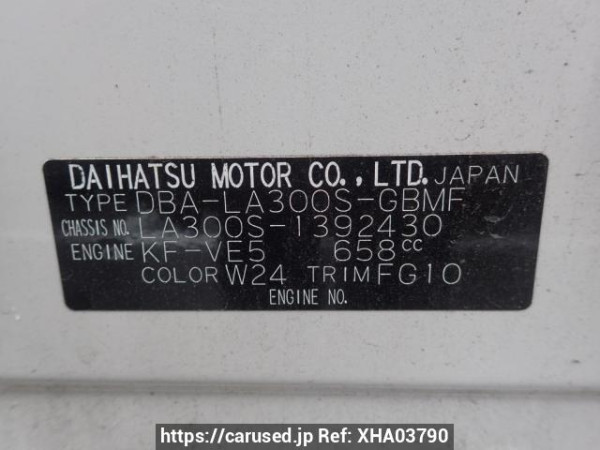 DAIHATSU MOTOR CO., LTD. JAPAN
TYPE DBA-LA300S-GBMF
CHASSIS NO. LA300S-1392430
ENGINE KF-VE5 658cc
COLOR W24 TRIM FG10
ENGINE NO.
https://carused.jp Ref: XHA03790